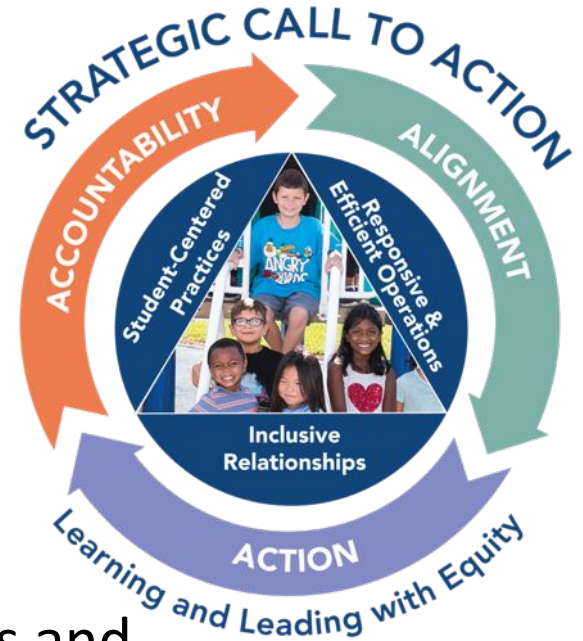 STRATEGIC CALL TO ACTION
ACCOUNTABILITY
ALIGNMENT
Student-Centered
Practices
Responsive &
Efficient Operations
ANGRY
Inclusive
Relationships
ACTION
Learning and Leading with Equity
s and